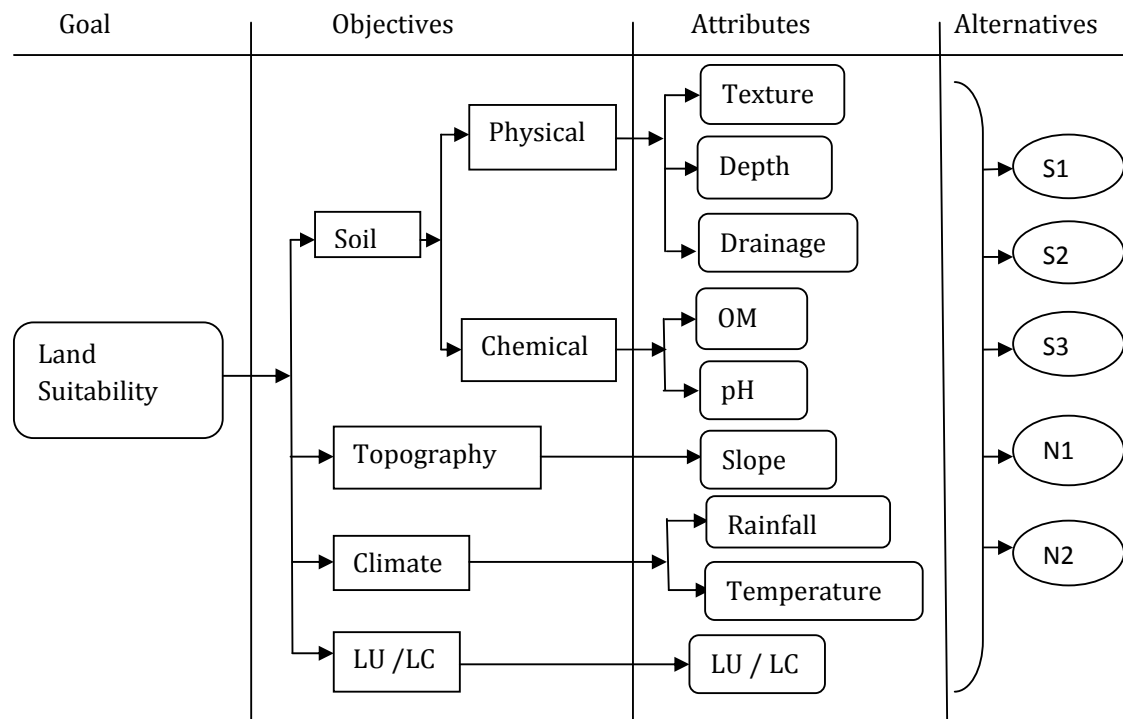 Goal
Objectives
Attributes
Alternatives
Texture
Physical
Depth
S1
Soil
Drainage
S2
OM
Land
Suitability
Chemical
S3
pH
Topography
Slope
N1
Rainfall
Climate
N2
Temperature
LU /LC
LU / LC